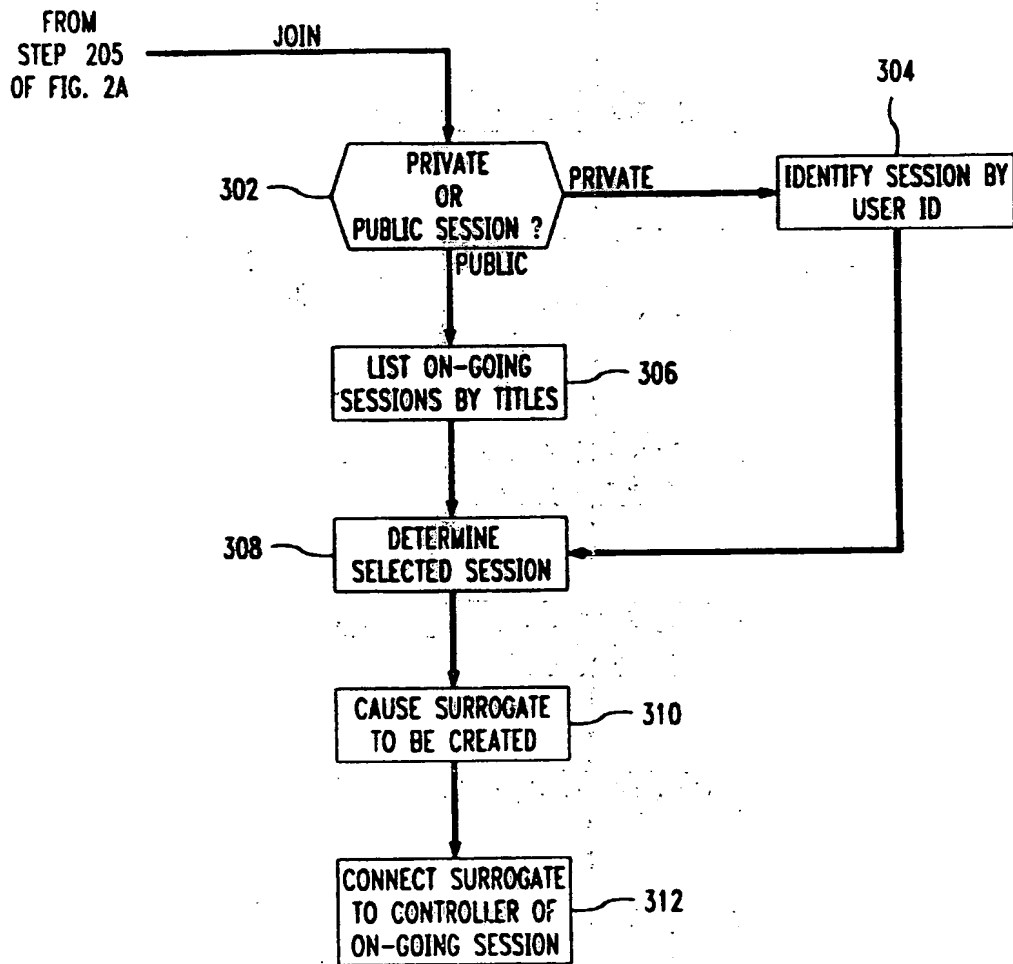 FROM
STEP 205
OF FIG. 2A
JOIN
302
PRIVATE
OR
PUBLIC SESSION ?
PRIVATE
PUBLIC
304
IDENTIFY SESSION BY
USER ID
LIST ON-GOING
SESSIONS BY TITLES
306
308
DETERMINE
SELECTED SESSION
CAUSE SURROGATE
TO BE CREATED
310
CONNECT SURROGATE
TO CONTROLLER OF
ON-GOING SESSION
312